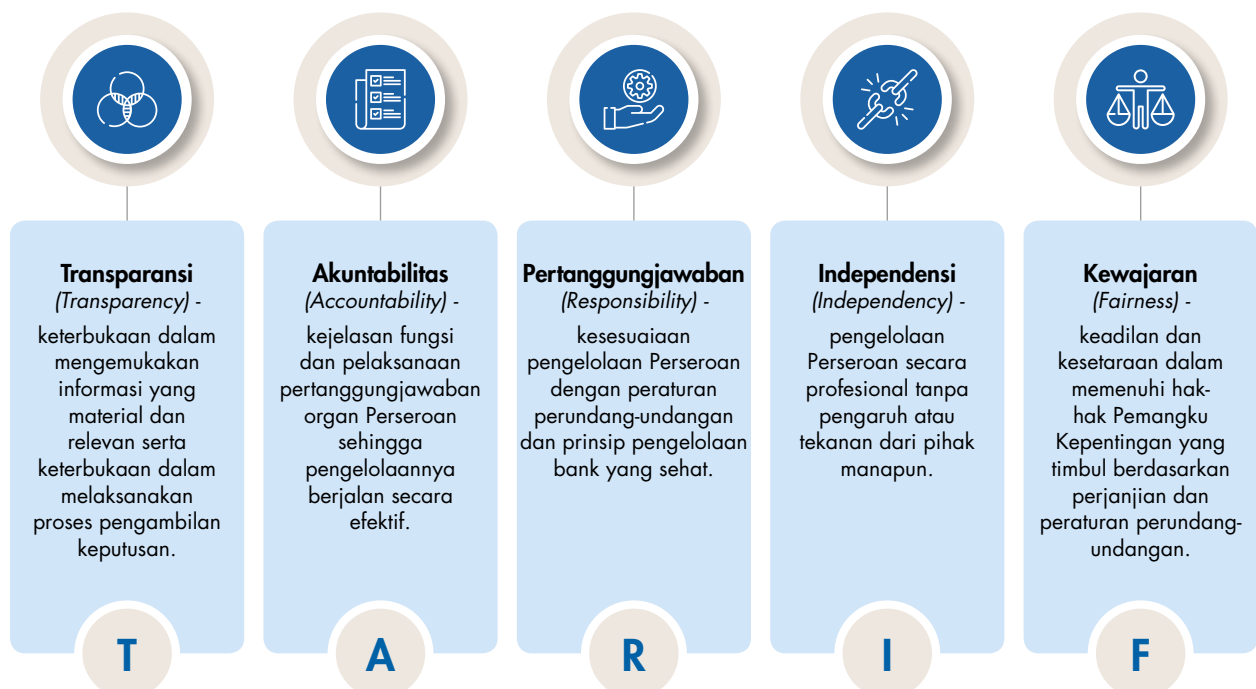 Transparansi
(Transparency) -
keterbukaan dalam
mengemukakan
informasi yang
material dan
relevan serta
keterbukaan dalam
melaksanakan
proses pengambilan
keputusan.
T
Akuntabilitas
(Accountability) -
kejelasan fungsi
dan pelaksanaan
pertanggungjawaban
organ Perseroan
sehingga
pengelolaannya
berjalan secara
efektif.
A
Pertanggungjawaban
(Responsibility) -
kesesuaiaan
pengelolaan Perseroan
dengan peraturan
perundang-undangan
dan prinsip pengelolaan
bank yang sehat.
R
Independensi
(Independency) -
pengelolaan
Perseroan secara
profesional tanpa
pengaruh atau
tekanan dari pihak
manapun.
I
Kewajaran
(Fairness) -
keadilan dan
kesetaraan dalam
memenuhi hak-
hak Pemangku
Kepentingan yang
timbul berdasarkan
perjanjian dan
peraturan perundang-
undangan.
F